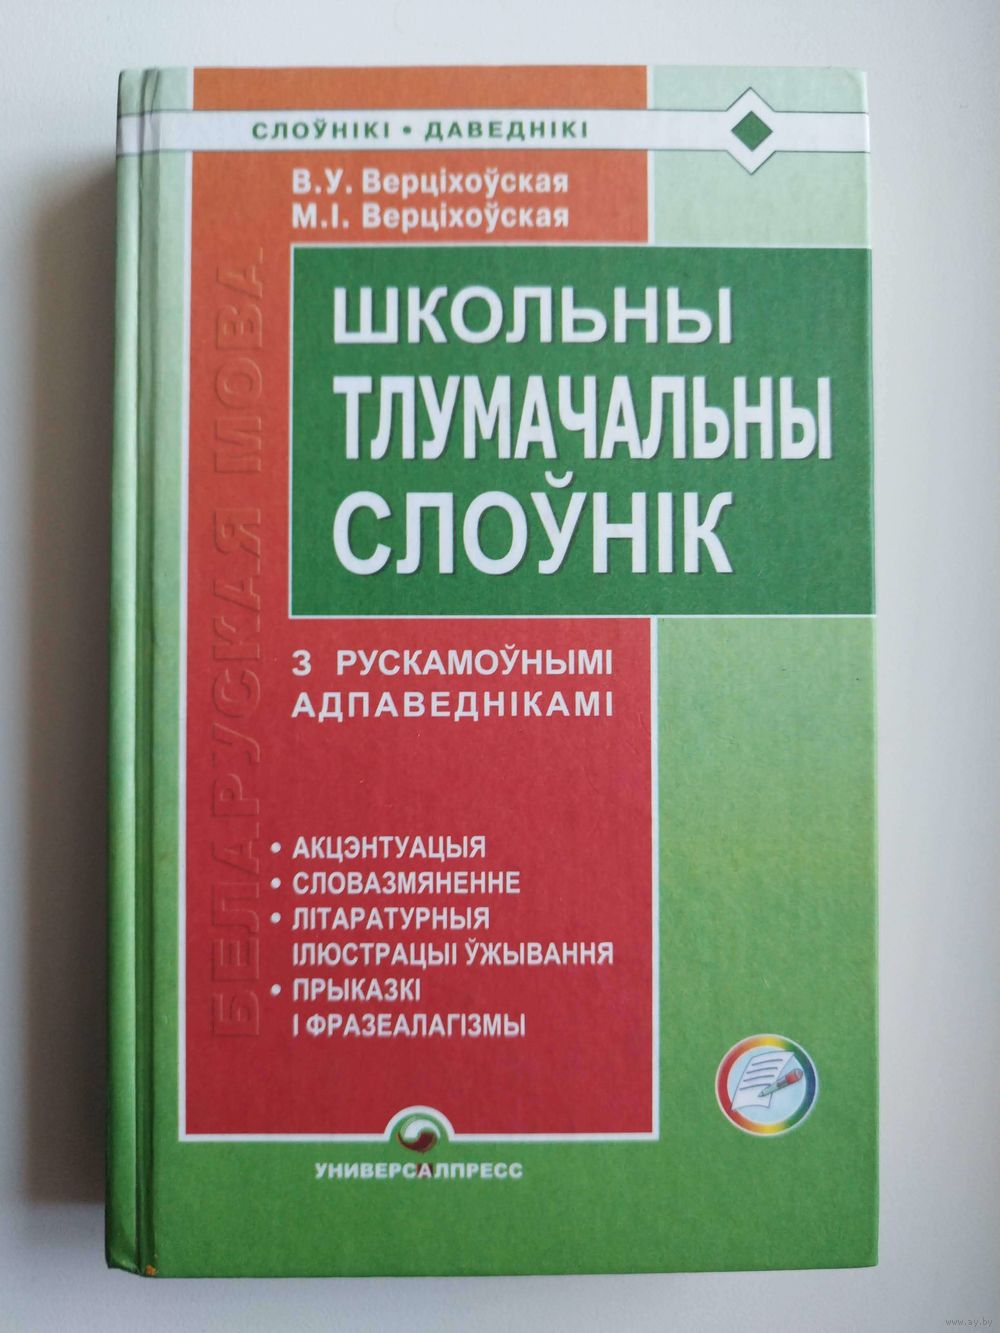 СЛОЎНІКІ • ДАВЕДНІКІ
В.У. Верціхоўская
М.І. Верціхоўская
БЕЛАРУСКАЯ МОВА
ШКОЛЬНЫ
ТЛУМАЧАЛЬНЫ
СЛОЎНІК
З РУСКАМОЎНЫМІ
АДПАВЕДНІКАМІ
• АКЦЭНТУАЦЫЯ
• СЛОВАЗМЯНЕННЕ
• ЛІТАРАТУРНЫЯ
ІЛЮСТРАЦЫІ ЎЖЫВАННЯ
• ПРЫКАЗКІ
І ФРАЗЕАЛАГІЗМЫ
УНИВЕРСАЛПРЕСС
www.ay.by